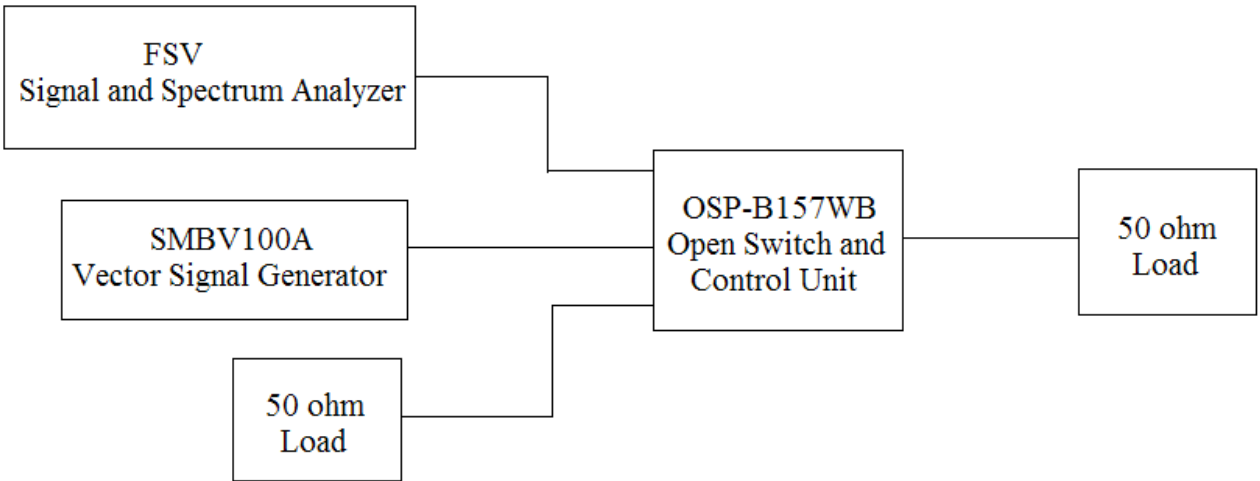 FSV
Signal and Spectrum Analyzer
SMBV100A
Vector Signal Generator
50 ohm
Load
OSP-B157WB
Open Switch and
Control Unit
50 ohm
Load